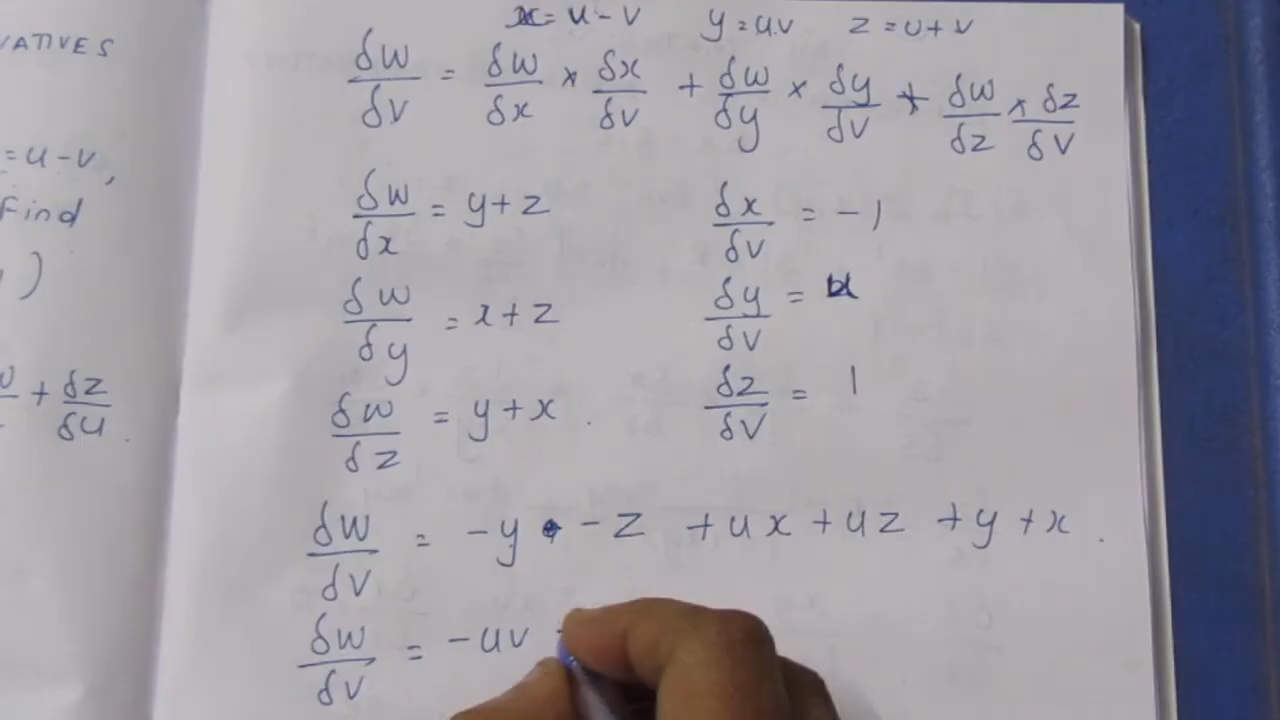 VATIVES
= u - v,
Find
)
+ δz/δu.
x = u - v y = uv z = u + v
δw/δv = δw/δx × δx/δv + δw/δy × δy/δv + δw/δz × δz/δv
δw/δx = y + z δx/δv = -1
δw/δy = x + z δy/δv = u
δw/δz = y + x . δz/δv = 1
δw/δv = -y - z + ux + uz + y + x .
δw/δv = -uv